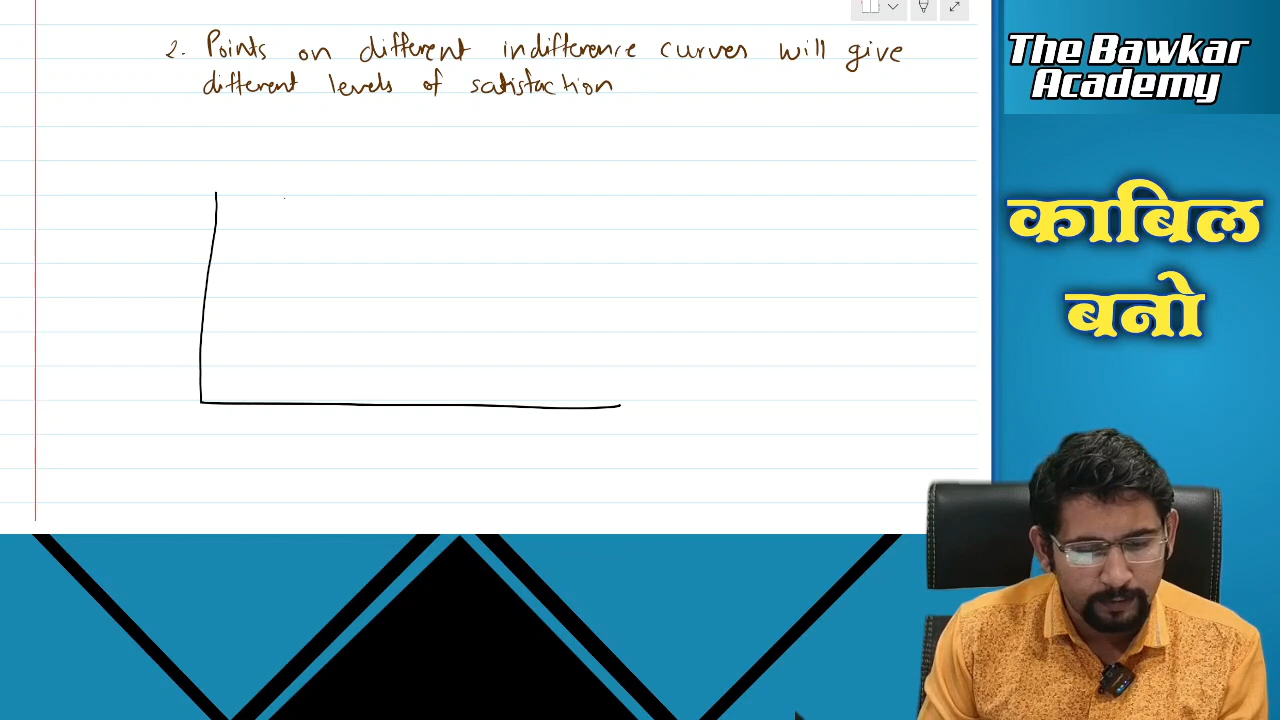 2. Points on different indifference curves will give
different levels of satisfaction
The Bawkar
Academy
काबिल
बनो